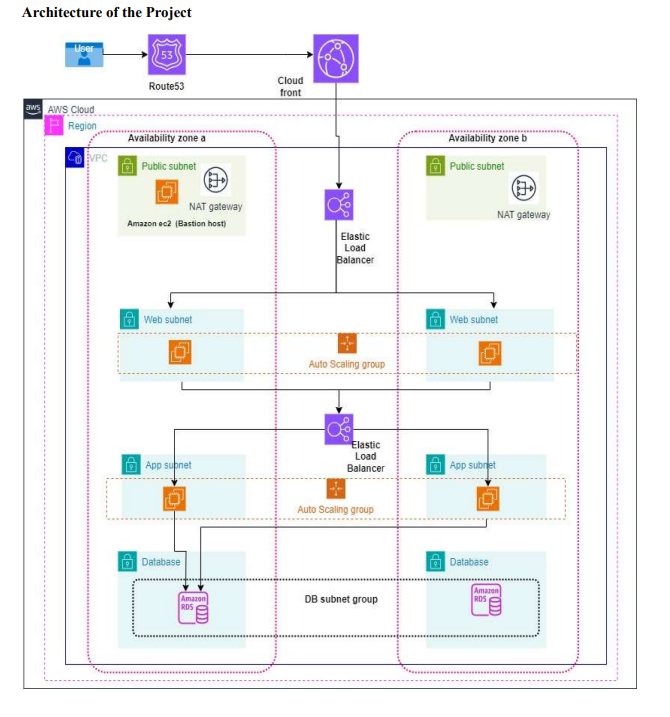 Architecture of the Project
User
53
Route53
Cloud
front
aws
AWS Cloud
Region
Availability zone a
Availability zone b
VPC
Public subnet
NAT gateway
Amazon ec2 (Bastion host)
Public subnet
NAT gateway
Elastic
Load
Balancer
Web subnet
Web subnet
Auto Scaling group
Elastic
Load
Balancer
App subnet
App subnet
Auto Scaling group
Database
Database
Amazon
RDS
DB subnet group
Amazon
RDS